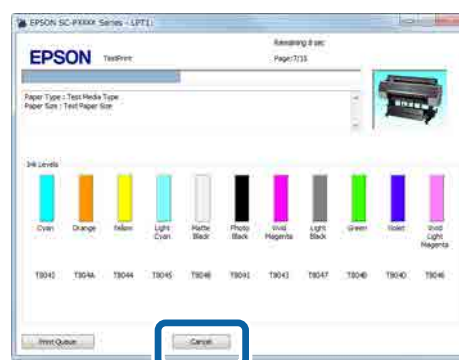 EPSON SC-PXXXX Series - LPT1:
EPSON
TestPrint
Remaining 8 sec
Page:7/15
Paper Type : Test Media Type
Paper Size : Test Paper Size
Ink Levels
Cyan
Orange
Yellow
Light Cyan
Matte Black
Photo Black
Vivid Magenta
Light Black
Green
Violet
Vivid Light Magenta
T8042 T804A T8044 T8045 T8048 T8041 T8043 T8047 T804B T804D T8046
Print Queue
Cancel